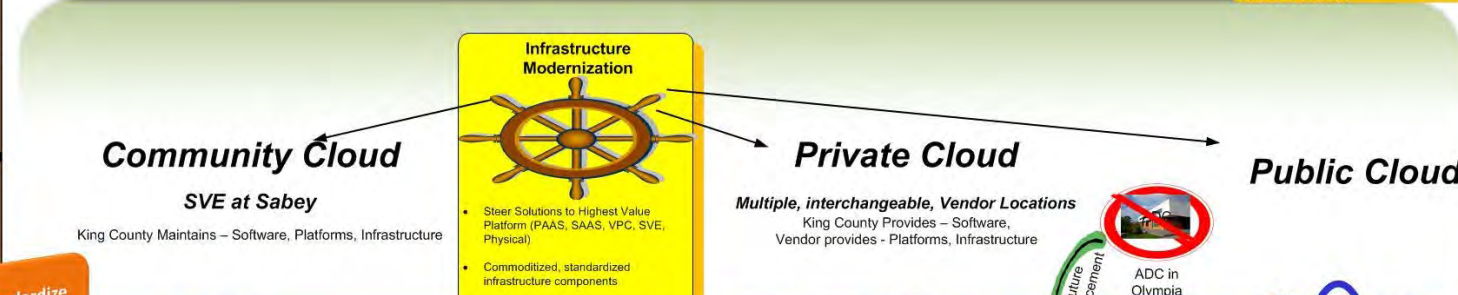 Infrastructure
Modernization
Community Cloud
SVE at Sabey
King County Maintains – Software, Platforms, Infrastructure
• Steer Solutions to Highest Value
Platform (PAAS, SAAS, VPC, SVE,
Physical)
• Commoditized, standardized
infrastructure components
Private Cloud
Multiple, interchangeable, Vendor Locations
King County Provides – Software,
Vendor provides - Platforms, Infrastructure
ADC in
Olympia
Public Cloud